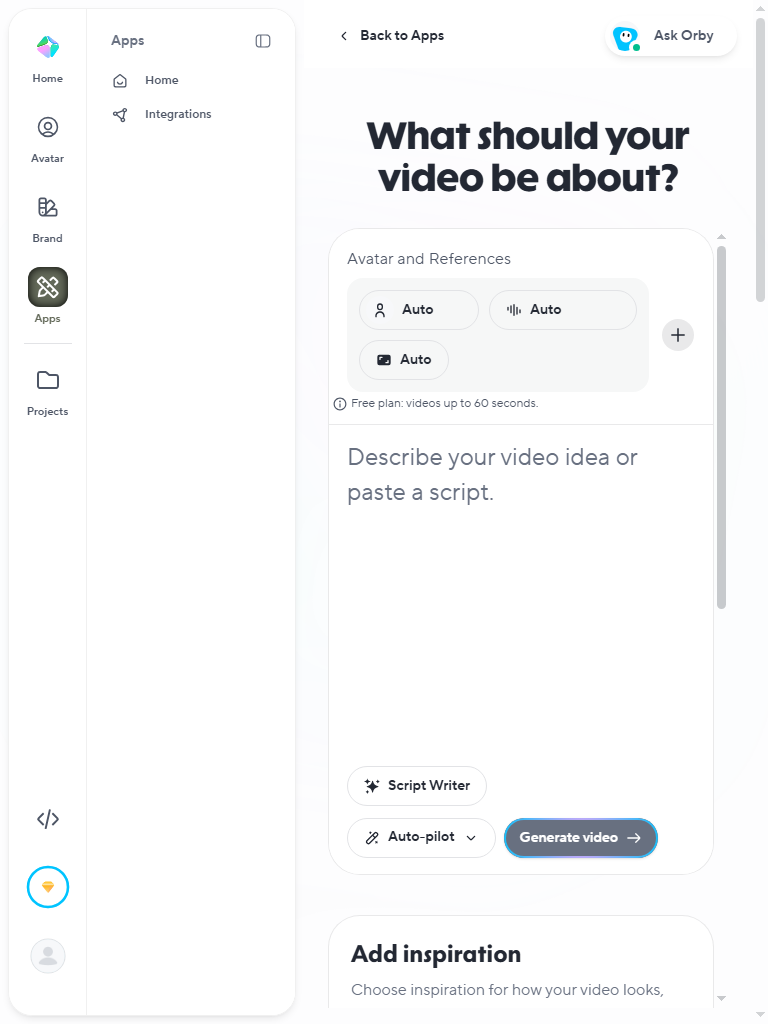 Home
Avatar
Brand
Apps
Projects
Apps
Home
Integrations
Back to Apps
Ask Orby
What should your
video be about?
Avatar and References
Auto
Auto
Auto
Free plan: videos up to 60 seconds.
Describe your video idea or
paste a script.
Script Writer
Auto-pilot
Generate video
Add inspiration
Choose inspiration for how your video looks,